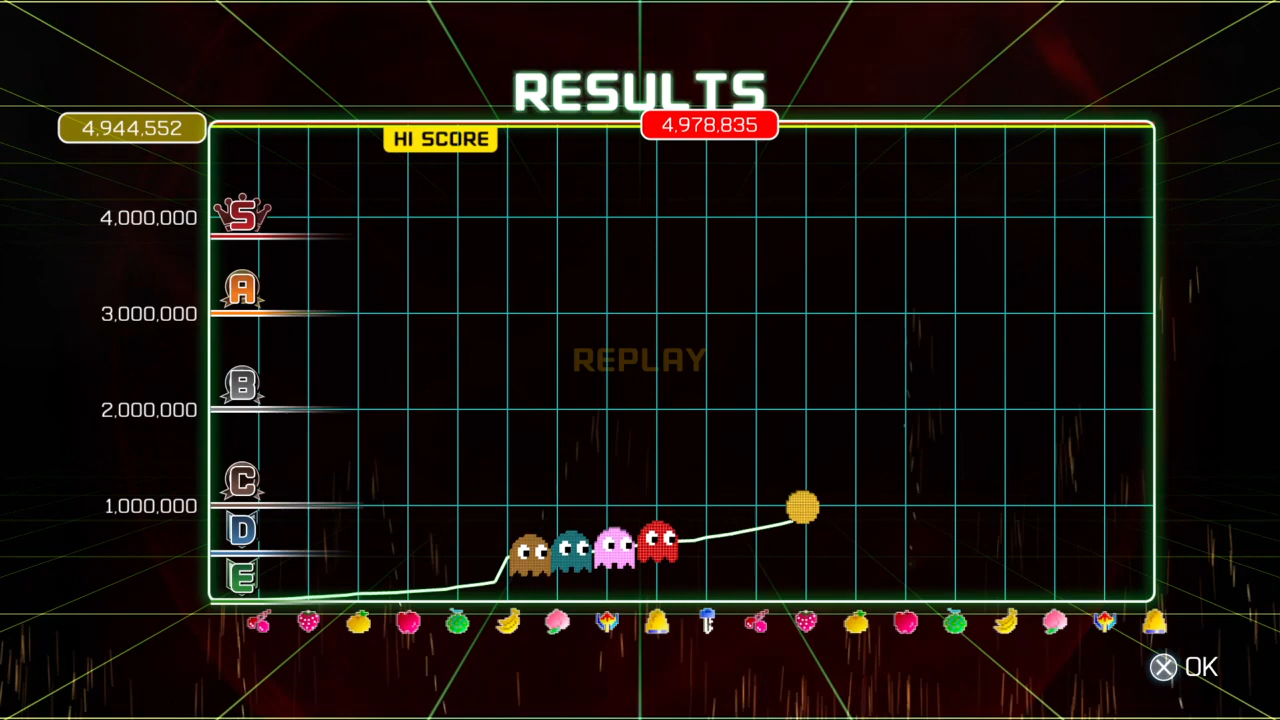 RESULTS
4,944,552
4,978,835
HI SCORE
4,000,000
S
A
3,000,000
REPLAY
B
2,000,000
C
1,000,000
D
E
OK